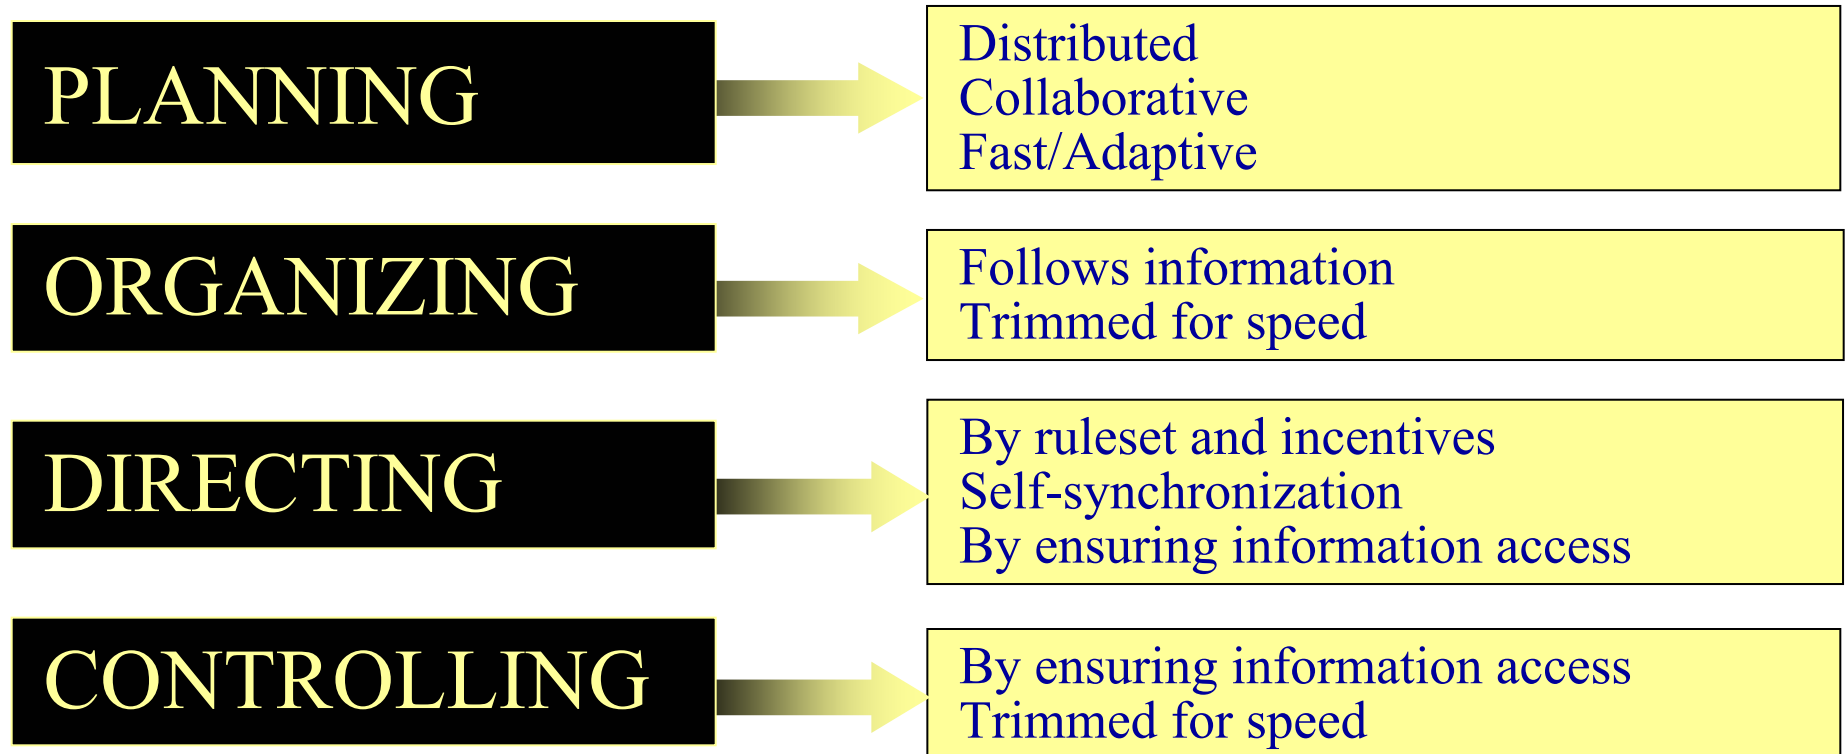 PLANNING
Distributed
Collaborative
Fast/Adaptive
ORGANIZING
Follows information
Trimmed for speed
DIRECTING
By ruleset and incentives
Self-synchronization
By ensuring information access
CONTROLLING
By ensuring information access
Trimmed for speed